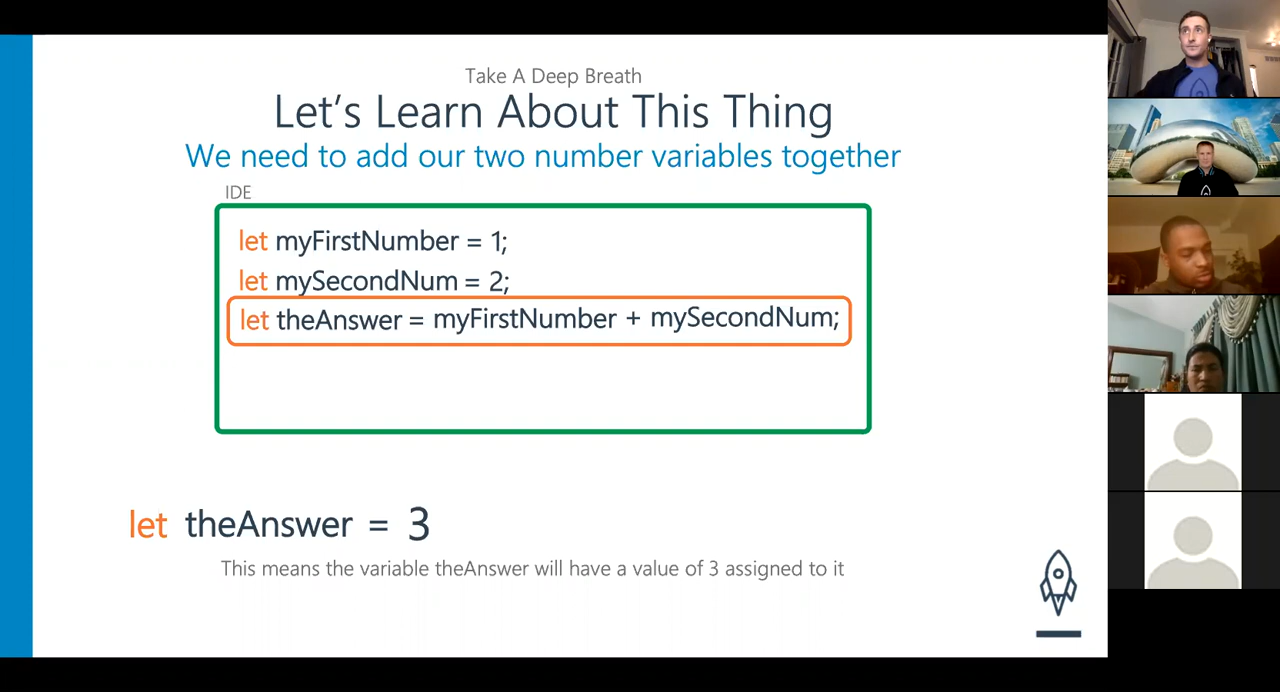 Take A Deep Breath
Let's Learn About This Thing
We need to add our two number variables together
IDE
let myFirstNumber = 1;
let mySecondNum = 2;
let theAnswer = myFirstNumber + mySecondNum;
let theAnswer = 3
This means the variable theAnswer will have a value of 3 assigned to it